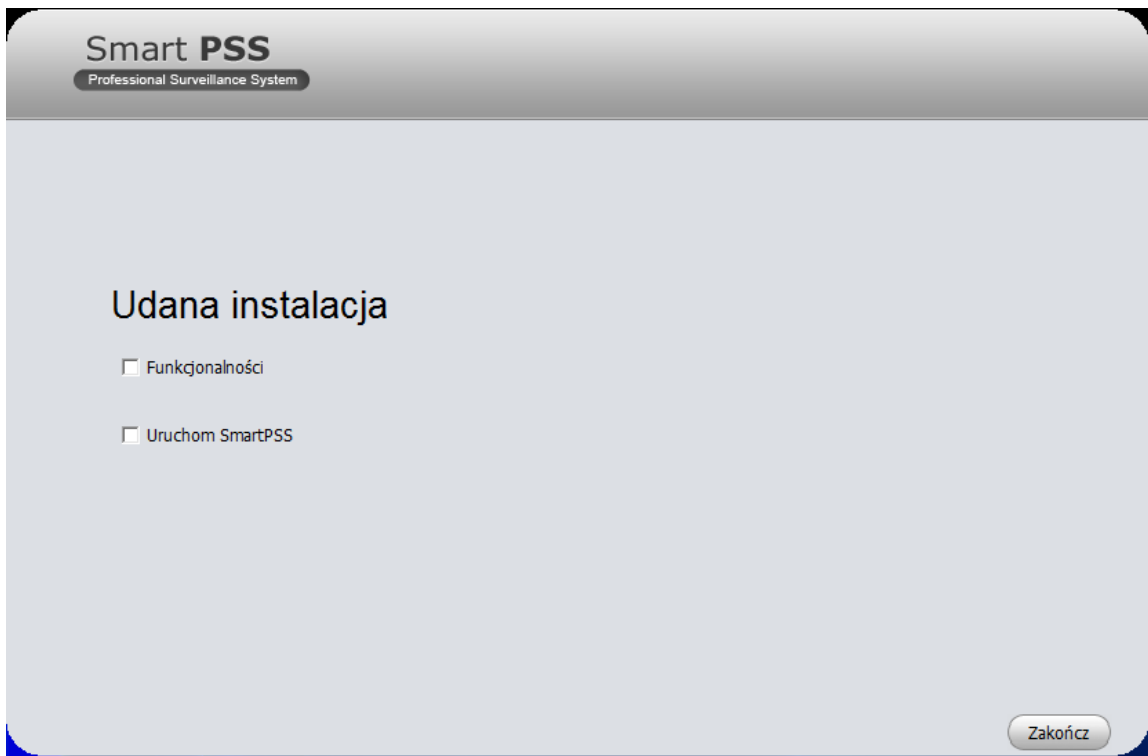 Smart PSS
Professional Surveillance System
Udana instalacja
Funkcjonalności
Uruchom SmartPSS
Zakończ